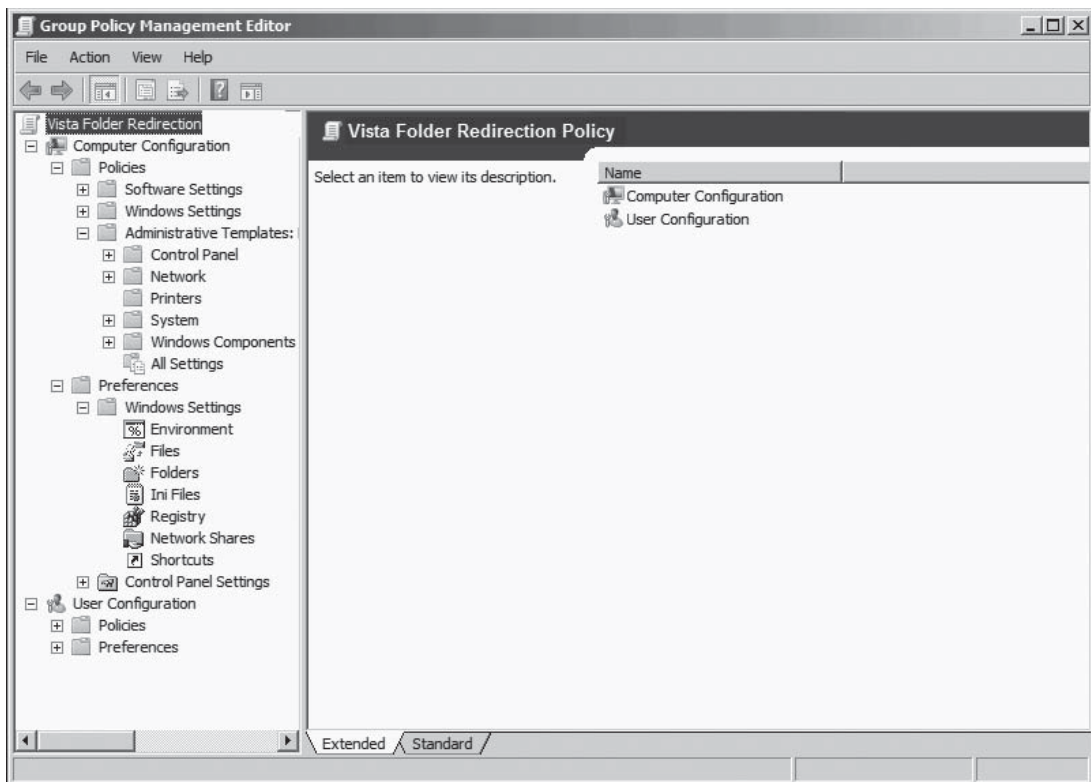 Group Policy Management Editor
File Action View Help
Vista Folder Redirection
Computer Configuration
Policies
Software Settings
Windows Settings
Administrative Templates:
Control Panel
Network
Printers
System
Windows Components
All Settings
Preferences
Windows Settings
Environment
Files
Folders
Ini Files
Registry
Network Shares
Shortcuts
Control Panel Settings
User Configuration
Policies
Preferences
Vista Folder Redirection Policy
Select an item to view its description.
Name
Computer Configuration
User Configuration
Extended Standard